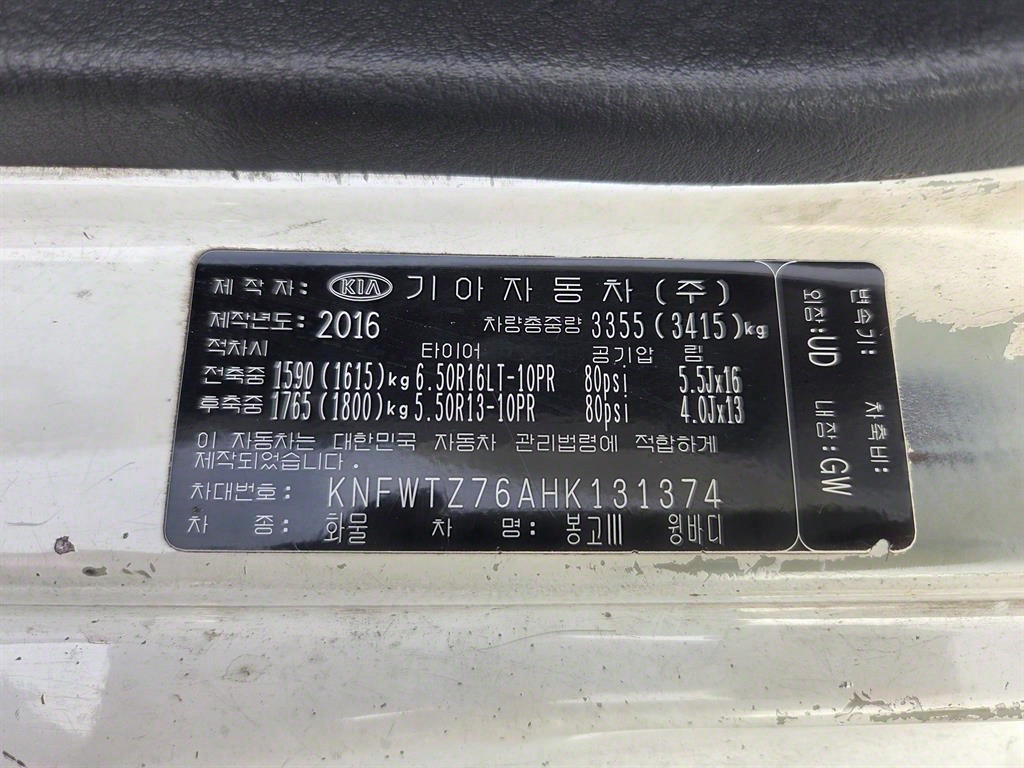 제 작 자: KIA 기아자동차(주)
제작년도: 2016 차량총중량 3355(3415)kg
적차시 타이어 공기압 림
전축중 1590(1615)kg 6.50R16LT-10PR 80psi 5.5Jx16
후축중 1765(1800)kg 5.50R13-10PR 80psi 4.0Jx13
이 자동차는 대한민국 자동차 관리법령에 적합하게
제작되었습니다.
차대번호: KNFWTZ76AHK131374
차 종: 화물 차 명: 봉고III 윙바디
변속기: 차축비:
외장:UD 내장:GW